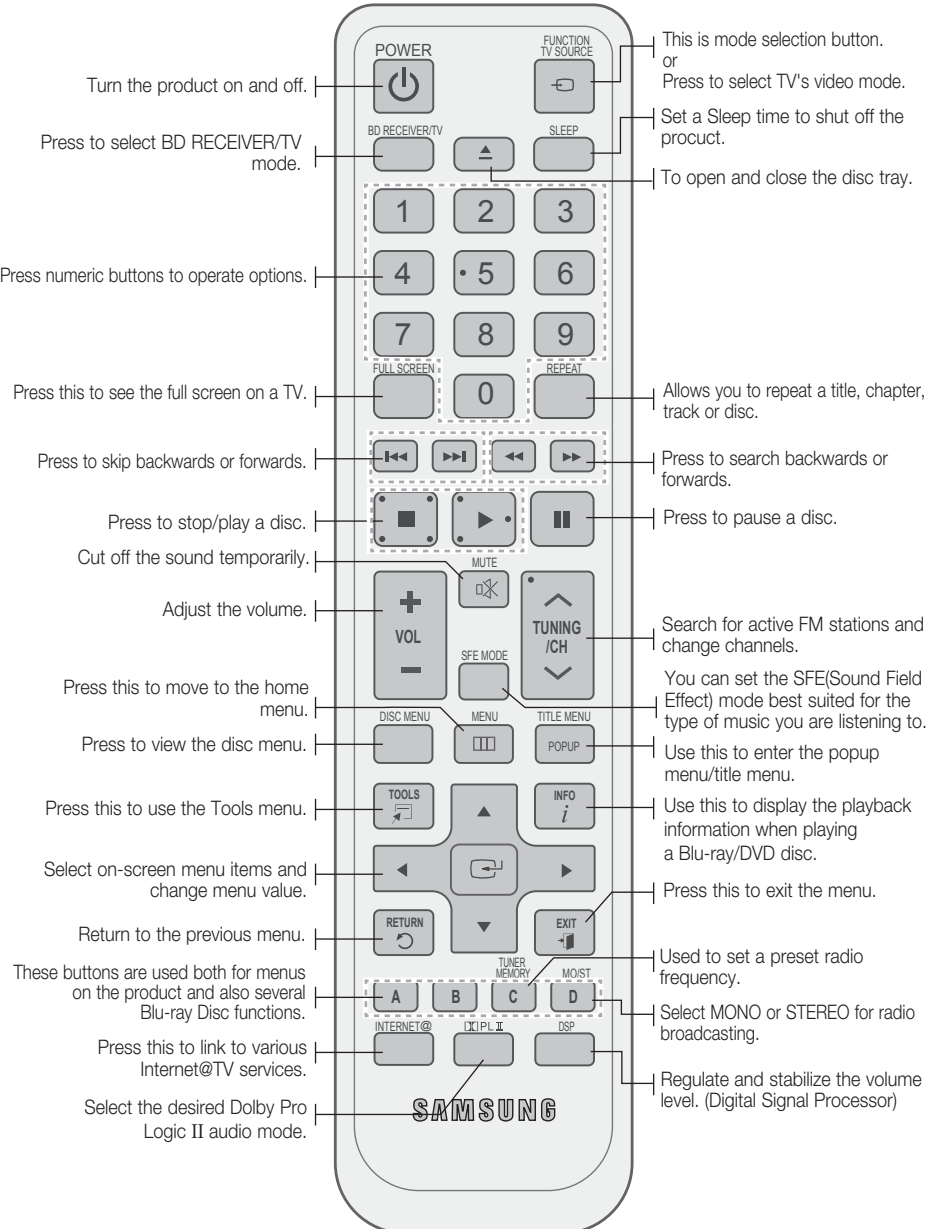 POWER
FUNCTION
TV SOURCE
This is mode selection button.
or
Press to select TV's video mode.
Turn the product on and off.
BD RECEIVER/TV
SLEEP
Set a Sleep time to shut off the
procuct.
Press to select BD RECEIVER/TV
mode.
To open and close the disc tray.
1 2 3
Press numeric buttons to operate options.
4 5 6
7 8 9
FULL SCREEN
REPEAT
0
Press this to see the full screen on a TV.
Allows you to repeat a title, chapter,
track or disc.
Press to skip backwards or forwards.
Press to search backwards or
forwards.
Press to stop/play a disc.
Press to pause a disc.
Cut off the sound temporarily.
MUTE
Adjust the volume.
VOL
TUNING
/CH
Search for active FM stations and
change channels.
SFE MODE
You can set the SFE(Sound Field
Effect) mode best suited for the
type of music you are listening to.
Press this to move to the home
menu.
DISC MENU
MENU
TITLE MENU
POPUP
Press to view the disc menu.
Use this to enter the popup
menu/title menu.
TOOLS
INFO
i
Press this to use the Tools menu.
Use this to display the playback
information when playing
a Blu-ray/DVD disc.
Select on-screen menu items and
change menu value.
Press this to exit the menu.
RETURN
EXIT
Return to the previous menu.
TUNER
MEMORY
MO/ST
Used to set a preset radio
frequency.
These buttons are used both for menus
on the product and also several
Blu-ray Disc functions.
A B C D
Select MONO or STEREO for radio
broadcasting.
INTERNET@
PL II
DSP
Press this to link to various
Internet@TV services.
Regulate and stabilize the volume
level. (Digital Signal Processor)
Select the desired Dolby Pro
Logic II audio mode.
SAMSUNG